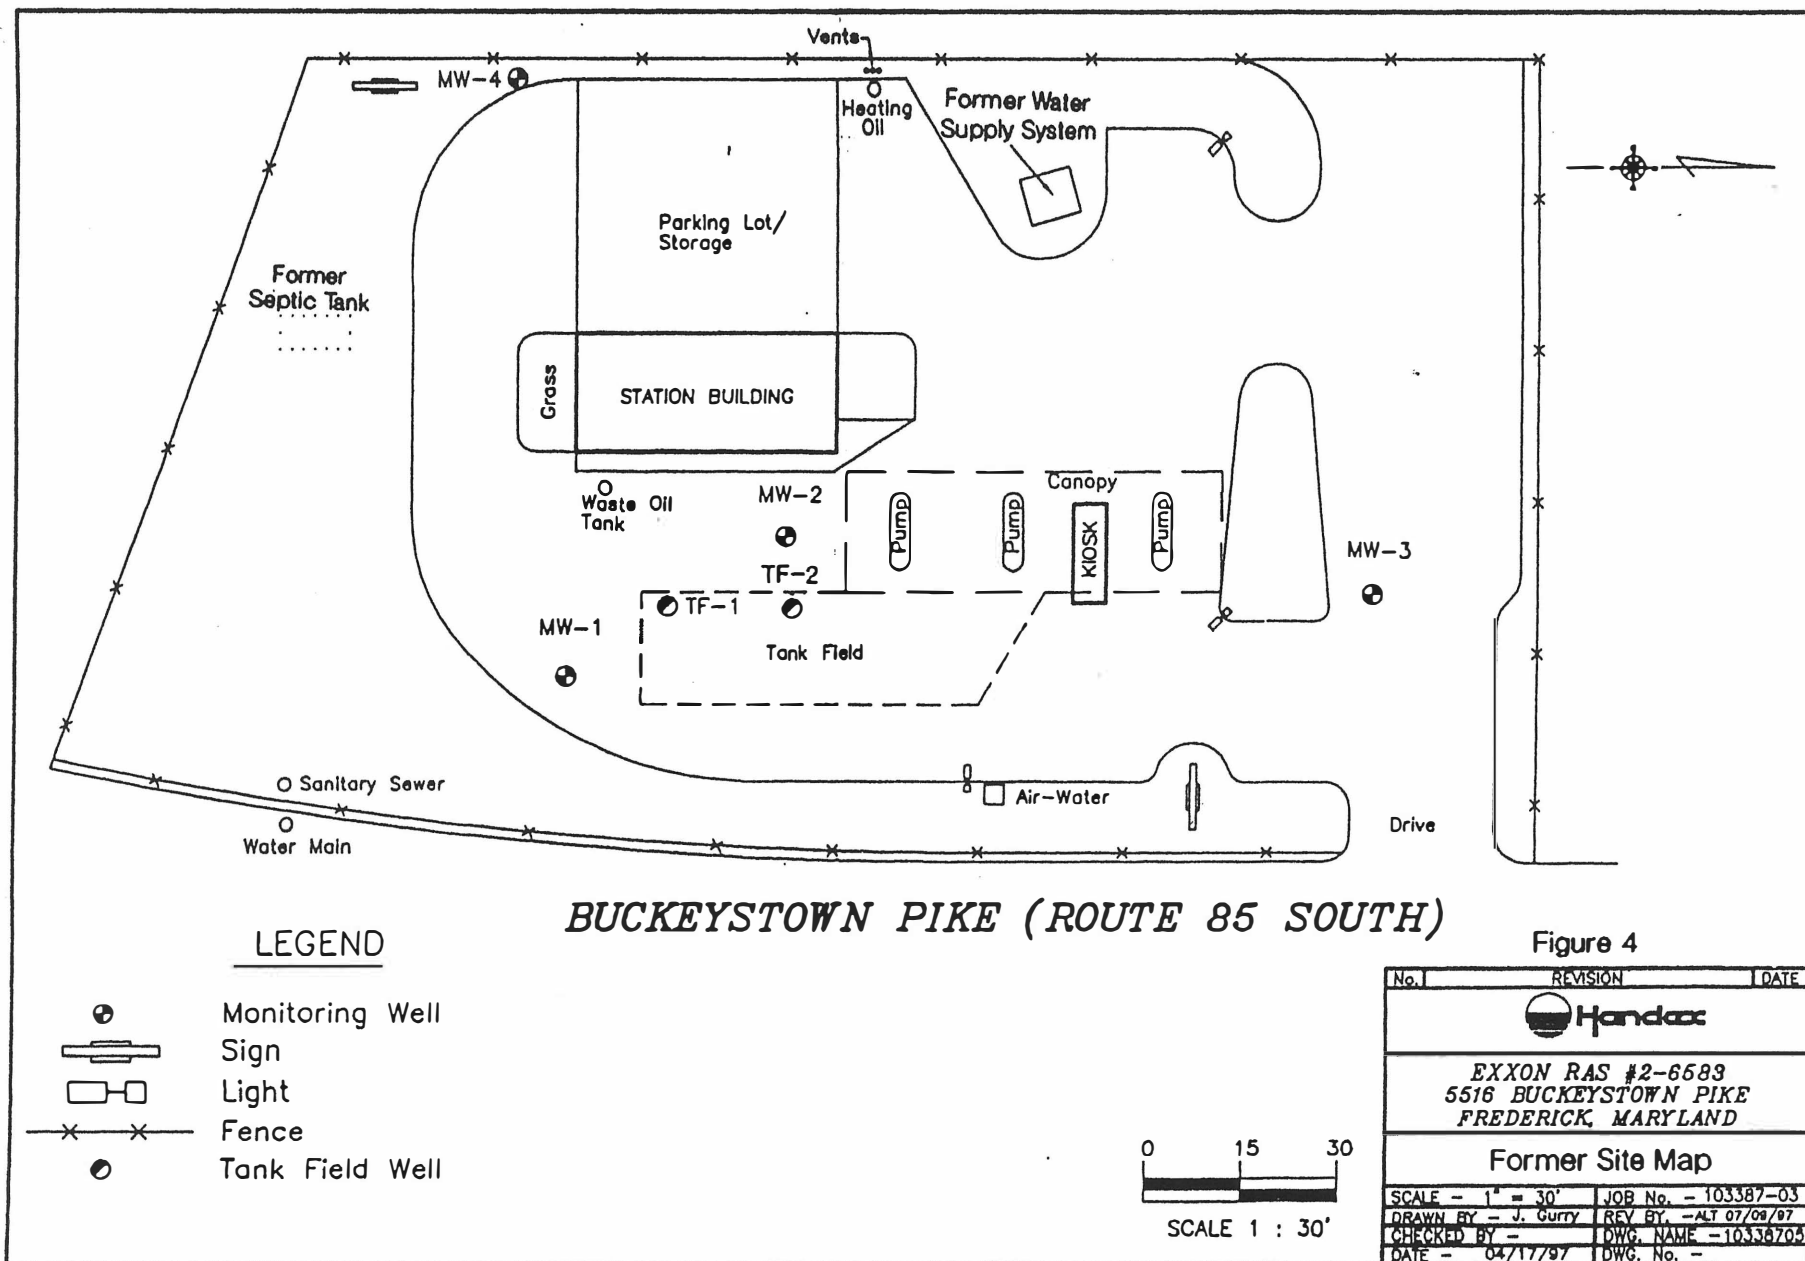 Vents
MW-4
Heating
Oil
Former Water
Supply System
Parking Lot/
Storage
Former
Septic Tank
Grass
STATION BUILDING
Canopy
Waste Oil
Tank
MW-2
Pump
Pump
KIOSK
Pump
MW-3
TF-2
TF-1
MW-1
Tank Field
Sanitary Sewer
Water Main
Air-Water
Drive
BUCKEYSTOWN PIKE (ROUTE 85 SOUTH)
LEGEND
Monitoring Well
Sign
Light
Fence
Tank Field Well
0 15 30
SCALE 1 : 30'
Figure 4
No. REVISION DATE
Handex
EXXON RAS #2-6583
5516 BUCKEYSTOWN PIKE
FREDERICK, MARYLAND
Former Site Map
SCALE - 1" = 30' JOB No. - 103387-03
DRAWN BY - J. Gurry REV BY. -ALT 07/09/97
CHECKED BY - DWG. NAME -10338705
DATE - 04/17/97 DWG. No. -